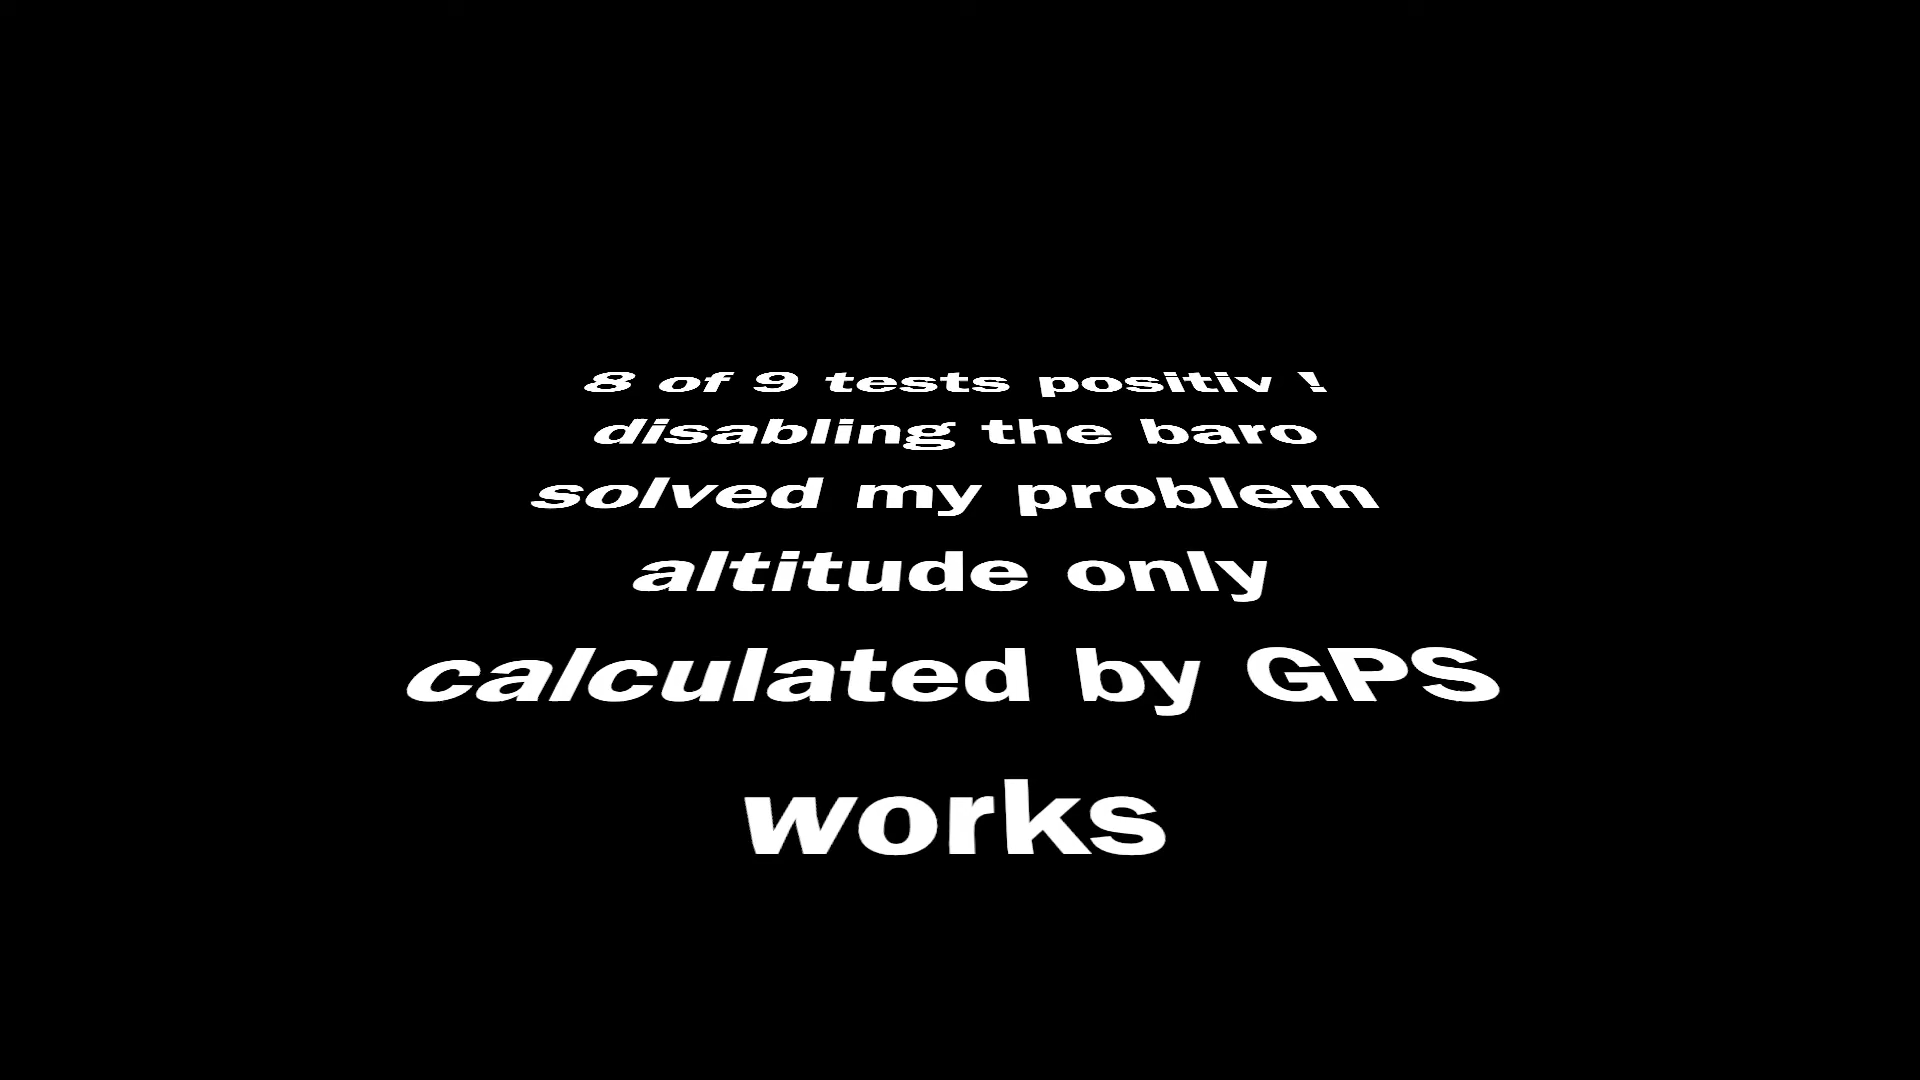 8 of 9 tests positiv !
disabling the baro
solved my problem
altitude only
calculated by GPS
works